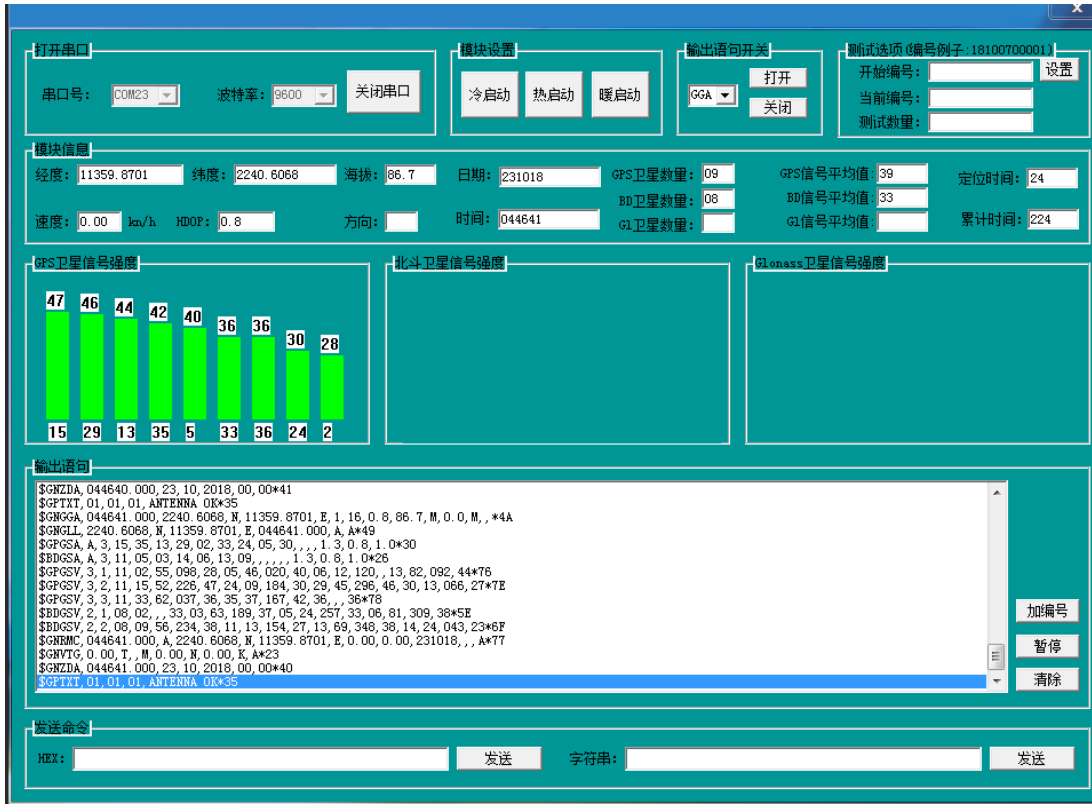 x
打开串口
串口号： COM23 波特率： 9600 关闭串口
模块设置
冷启动 热启动 暖启动
输出语句开关
GGA 打开
关闭
测试选项(编号例子:18100700001)
开始编号： 设置
当前编号：
测试数量：
模块信息
经度： 11359.8701 纬度： 2240.6068 海拔： 86.7 日期： 231018 GPS卫星数量： 09 GPS信号平均值： 39 定位时间： 24
BD卫星数量： 08 BD信号平均值： 33
速度： 0.00 km/h HDOP： 0.8 方向： 时间： 044641 Gl卫星数量： Gl信号平均值： 累计时间： 224
GPS卫星信号强度
47 46 44 42 40 36 36 30 28
15 29 13 35 5 33 36 24 2
北斗卫星信号强度
Glonass卫星信号强度
输出语句
$GNZDA,044640.000,23,10,2018,00,00*41
$GPTXT,01,01,01,ANTENNA OK*35
$GNGGA,044641.000,2240.6068,N,11359.8701,E,1,16,0.8,86.7,M,0.0,M,,*4A
$GNGLL,2240.6068,N,11359.8701,E,044641.000,A,A*49
$GPGSA,A,3,15,35,13,29,02,33,24,05,30,,,,1.3,0.8,1.0*30
$BDGSA,A,3,11,05,03,14,06,13,09,,,,,,1.3,0.8,1.0*26
$GPGSV,3,1,11,02,55,098,28,05,46,020,40,06,12,120,,13,82,092,44*76
$GPGSV,3,2,11,15,52,226,47,24,09,184,30,29,45,296,46,30,13,066,27*7E
$GPGSV,3,3,11,33,62,037,36,35,37,167,42,36,,,36*78
$BDGSV,2,1,08,02,,,33,03,63,189,37,05,24,257,33,06,81,309,38*5E
$BDGSV,2,2,08,09,56,234,38,11,13,154,27,13,69,348,38,14,24,043,23*6F
$GNRMC,044641.000,A,2240.6068,N,11359.8701,E,0.00,0.00,231018,,,A*77
$GNVTG,0.00,T,,M,0.00,N,0.00,K,A*23
$GNZDA,044641.000,23,10,2018,00,00*40
$GPTXT,01,01,01,ANTENNA OK*35
加编号
暂停
清除
发送命令
HEX： 发送 字符串： 发送